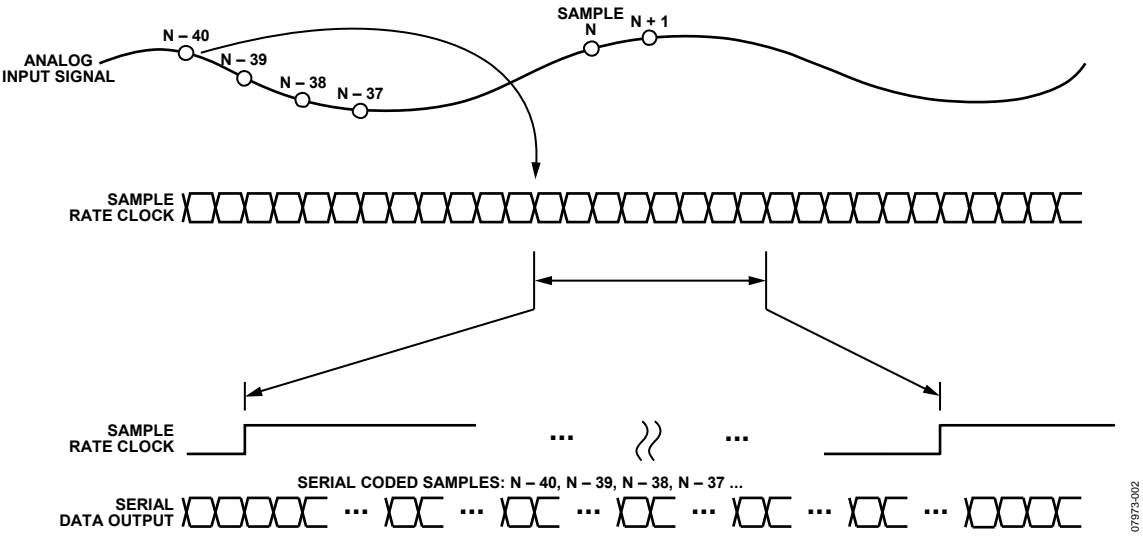 SAMPLE
N
N + 1
N – 40
N – 39
N – 38
N – 37
ANALOG
INPUT SIGNAL
SAMPLE
RATE CLOCK
SAMPLE
RATE CLOCK
... ...
SERIAL CODED SAMPLES: N – 40, N – 39, N – 38, N – 37 ...
SERIAL
DATA OUTPUT
... ... ... ... ... ...
07973-002